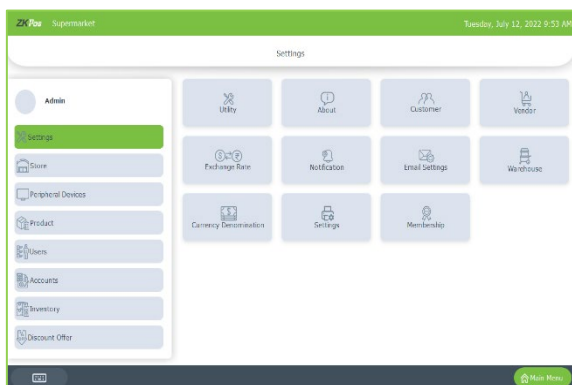 ZKPos Supermarket
Tuesday, July 12, 2022 9:53 AM
Settings
Admin
Settings
Store
Peripheral Devices
Product
Users
Accounts
Inventory
Discount Offer
Utility
About
Customer
Vendor
Exchange Rate
Notification
Email Settings
Warehouse
Currency Denomination
Settings
Membership
Main Menu